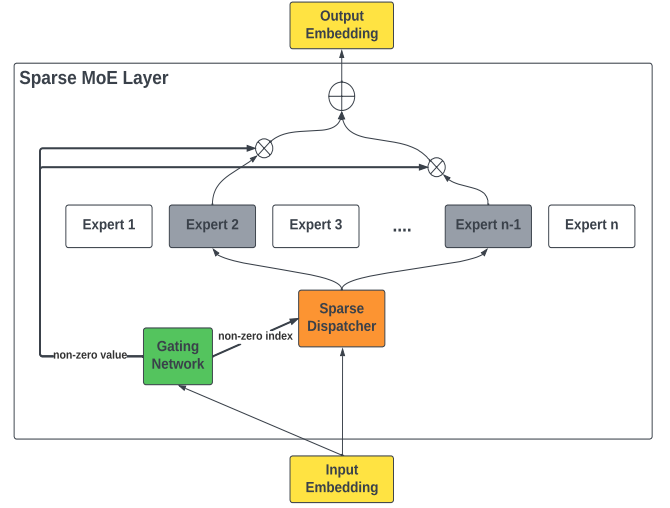 Output
Embedding
Sparse MoE Layer
Expert 1
Expert 2
Expert 3
....
Expert n-1
Expert n
Sparse
Dispatcher
non-zero index
Gating
Network
non-zero value
Input
Embedding